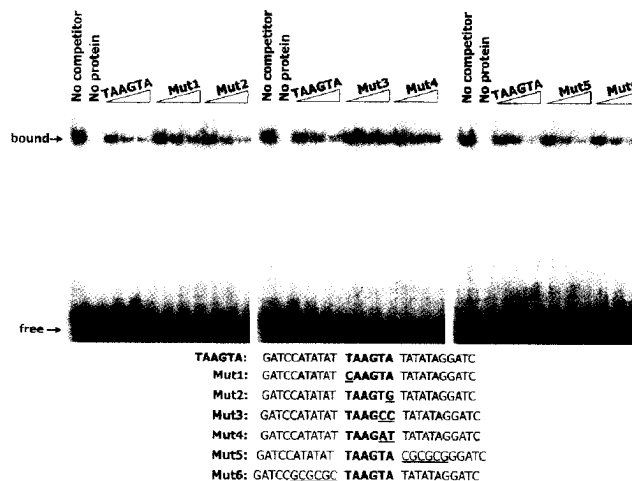 No competitor
No protein
TAAGTA
Mut1
Mut2
No competitor
No protein
TAAGTA
Mut3
Mut4
No competitor
No protein
TAAGTA
Mut5
bound→
free→
TAAGTA: GATCCATATAT TAAGTA TATATAGGATC
Mut1: GATCCATATAT CAAGTA TATATAGGATC
Mut2: GATCCATATAT TAAGTG TATATAGGATC
Mut3: GATCCATATAT TAAGCC TATATAGGATC
Mut4: GATCCATATAT TAAGAT TATATAGGATC
Mut5: GATCCATATAT TAAGTA CGCGCGGGATC
Mut6: GATCCGCGCGC TAAGTA TATATAGGATC